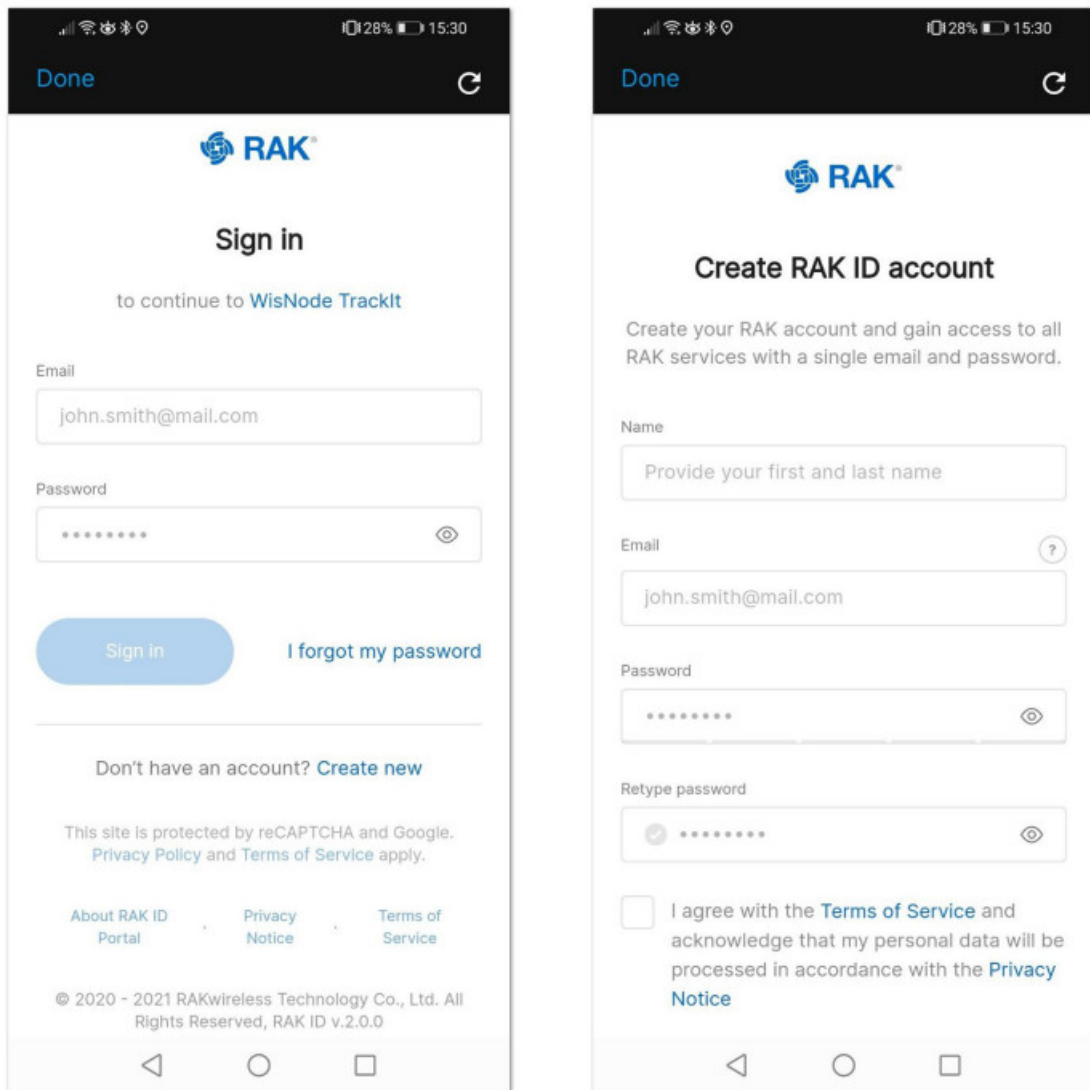 28% 15:30
Done
RAK®
Sign in
to continue to WisNode TrackIt
Email
john.smith@mail.com
Password
Sign in
I forgot my password
Don't have an account? Create new
This site is protected by reCAPTCHA and Google.
Privacy Policy and Terms of Service apply.
About RAK ID
Portal
·
Privacy
Notice
·
Terms of
Service
© 2020 - 2021 RAKwireless Technology Co., Ltd. All
Rights Reserved, RAK ID v.2.0.0
28% 15:30
Done
RAK®
Create RAK ID account
Create your RAK account and gain access to all
RAK services with a single email and password.
Name
Provide your first and last name
Email
?
john.smith@mail.com
Password
Retype password
I agree with the Terms of Service and
acknowledge that my personal data will be
processed in accordance with the Privacy
Notice